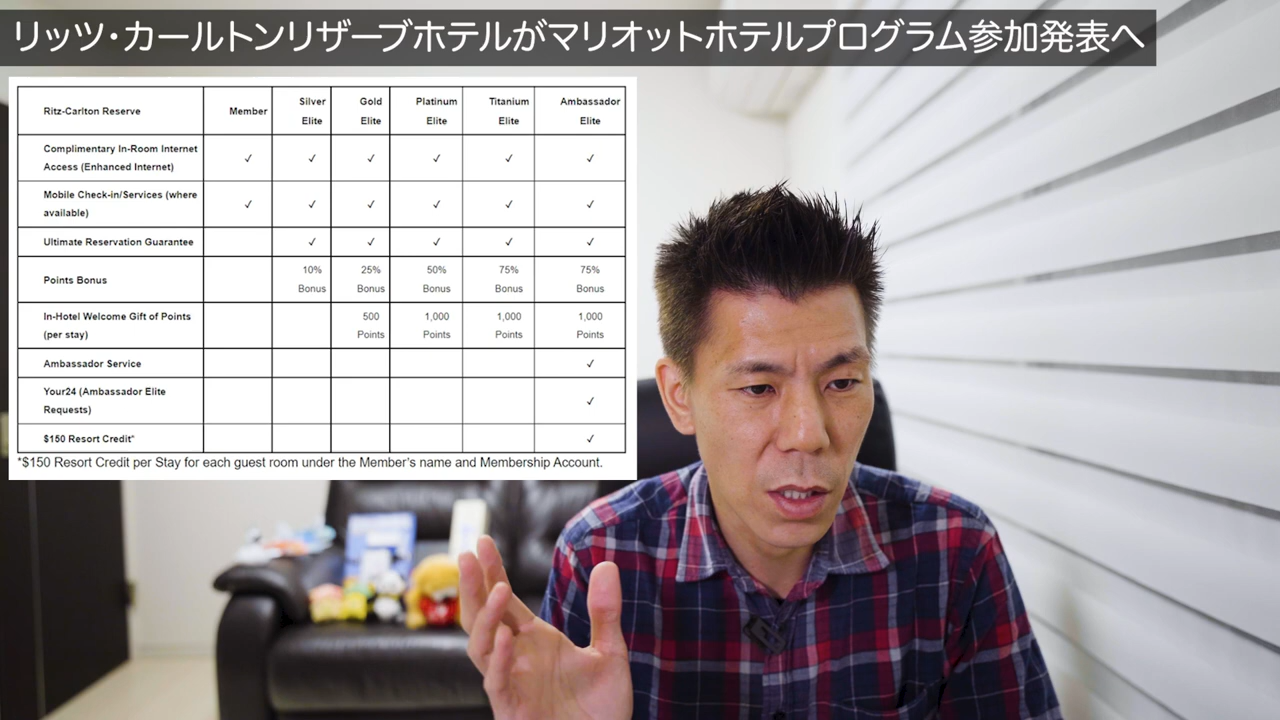 リッツ・カールトンリザーブホテルがマリオットホテルプログラム参加発表へ
Ritz-Carlton Reserve Member Silver Elite Gold Elite Platinum Elite Titanium Elite Ambassador Elite
Complimentary In-Room Internet Access (Enhanced Internet) ✓ ✓ ✓ ✓ ✓ ✓
Mobile Check-in/Services (where available) ✓ ✓ ✓ ✓ ✓ ✓
Ultimate Reservation Guarantee ✓ ✓ ✓ ✓ ✓
Points Bonus 10% Bonus 25% Bonus 50% Bonus 75% Bonus 75% Bonus
In-Hotel Welcome Gift of Points (per stay) 500 Points 1,000 Points 1,000 Points 1,000 Points
Ambassador Service ✓
Your24 (Ambassador Elite Requests) ✓
$150 Resort Credit* ✓
*$150 Resort Credit per Stay for each guest room under the Member's name and Membership Account.